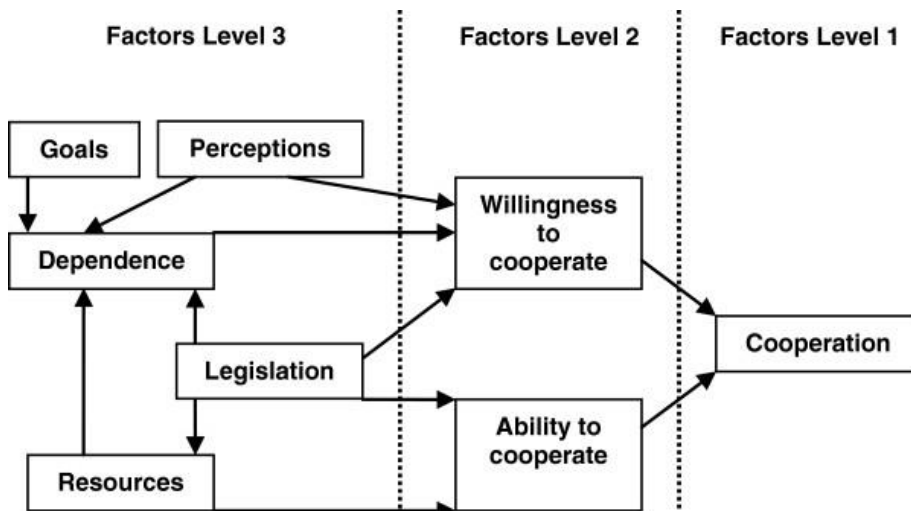 Factors Level 3
Factors Level 2
Factors Level 1
Goals
Perceptions
Willingness
to
cooperate
Dependence
Cooperation
Legislation
Ability to
cooperate
Resources